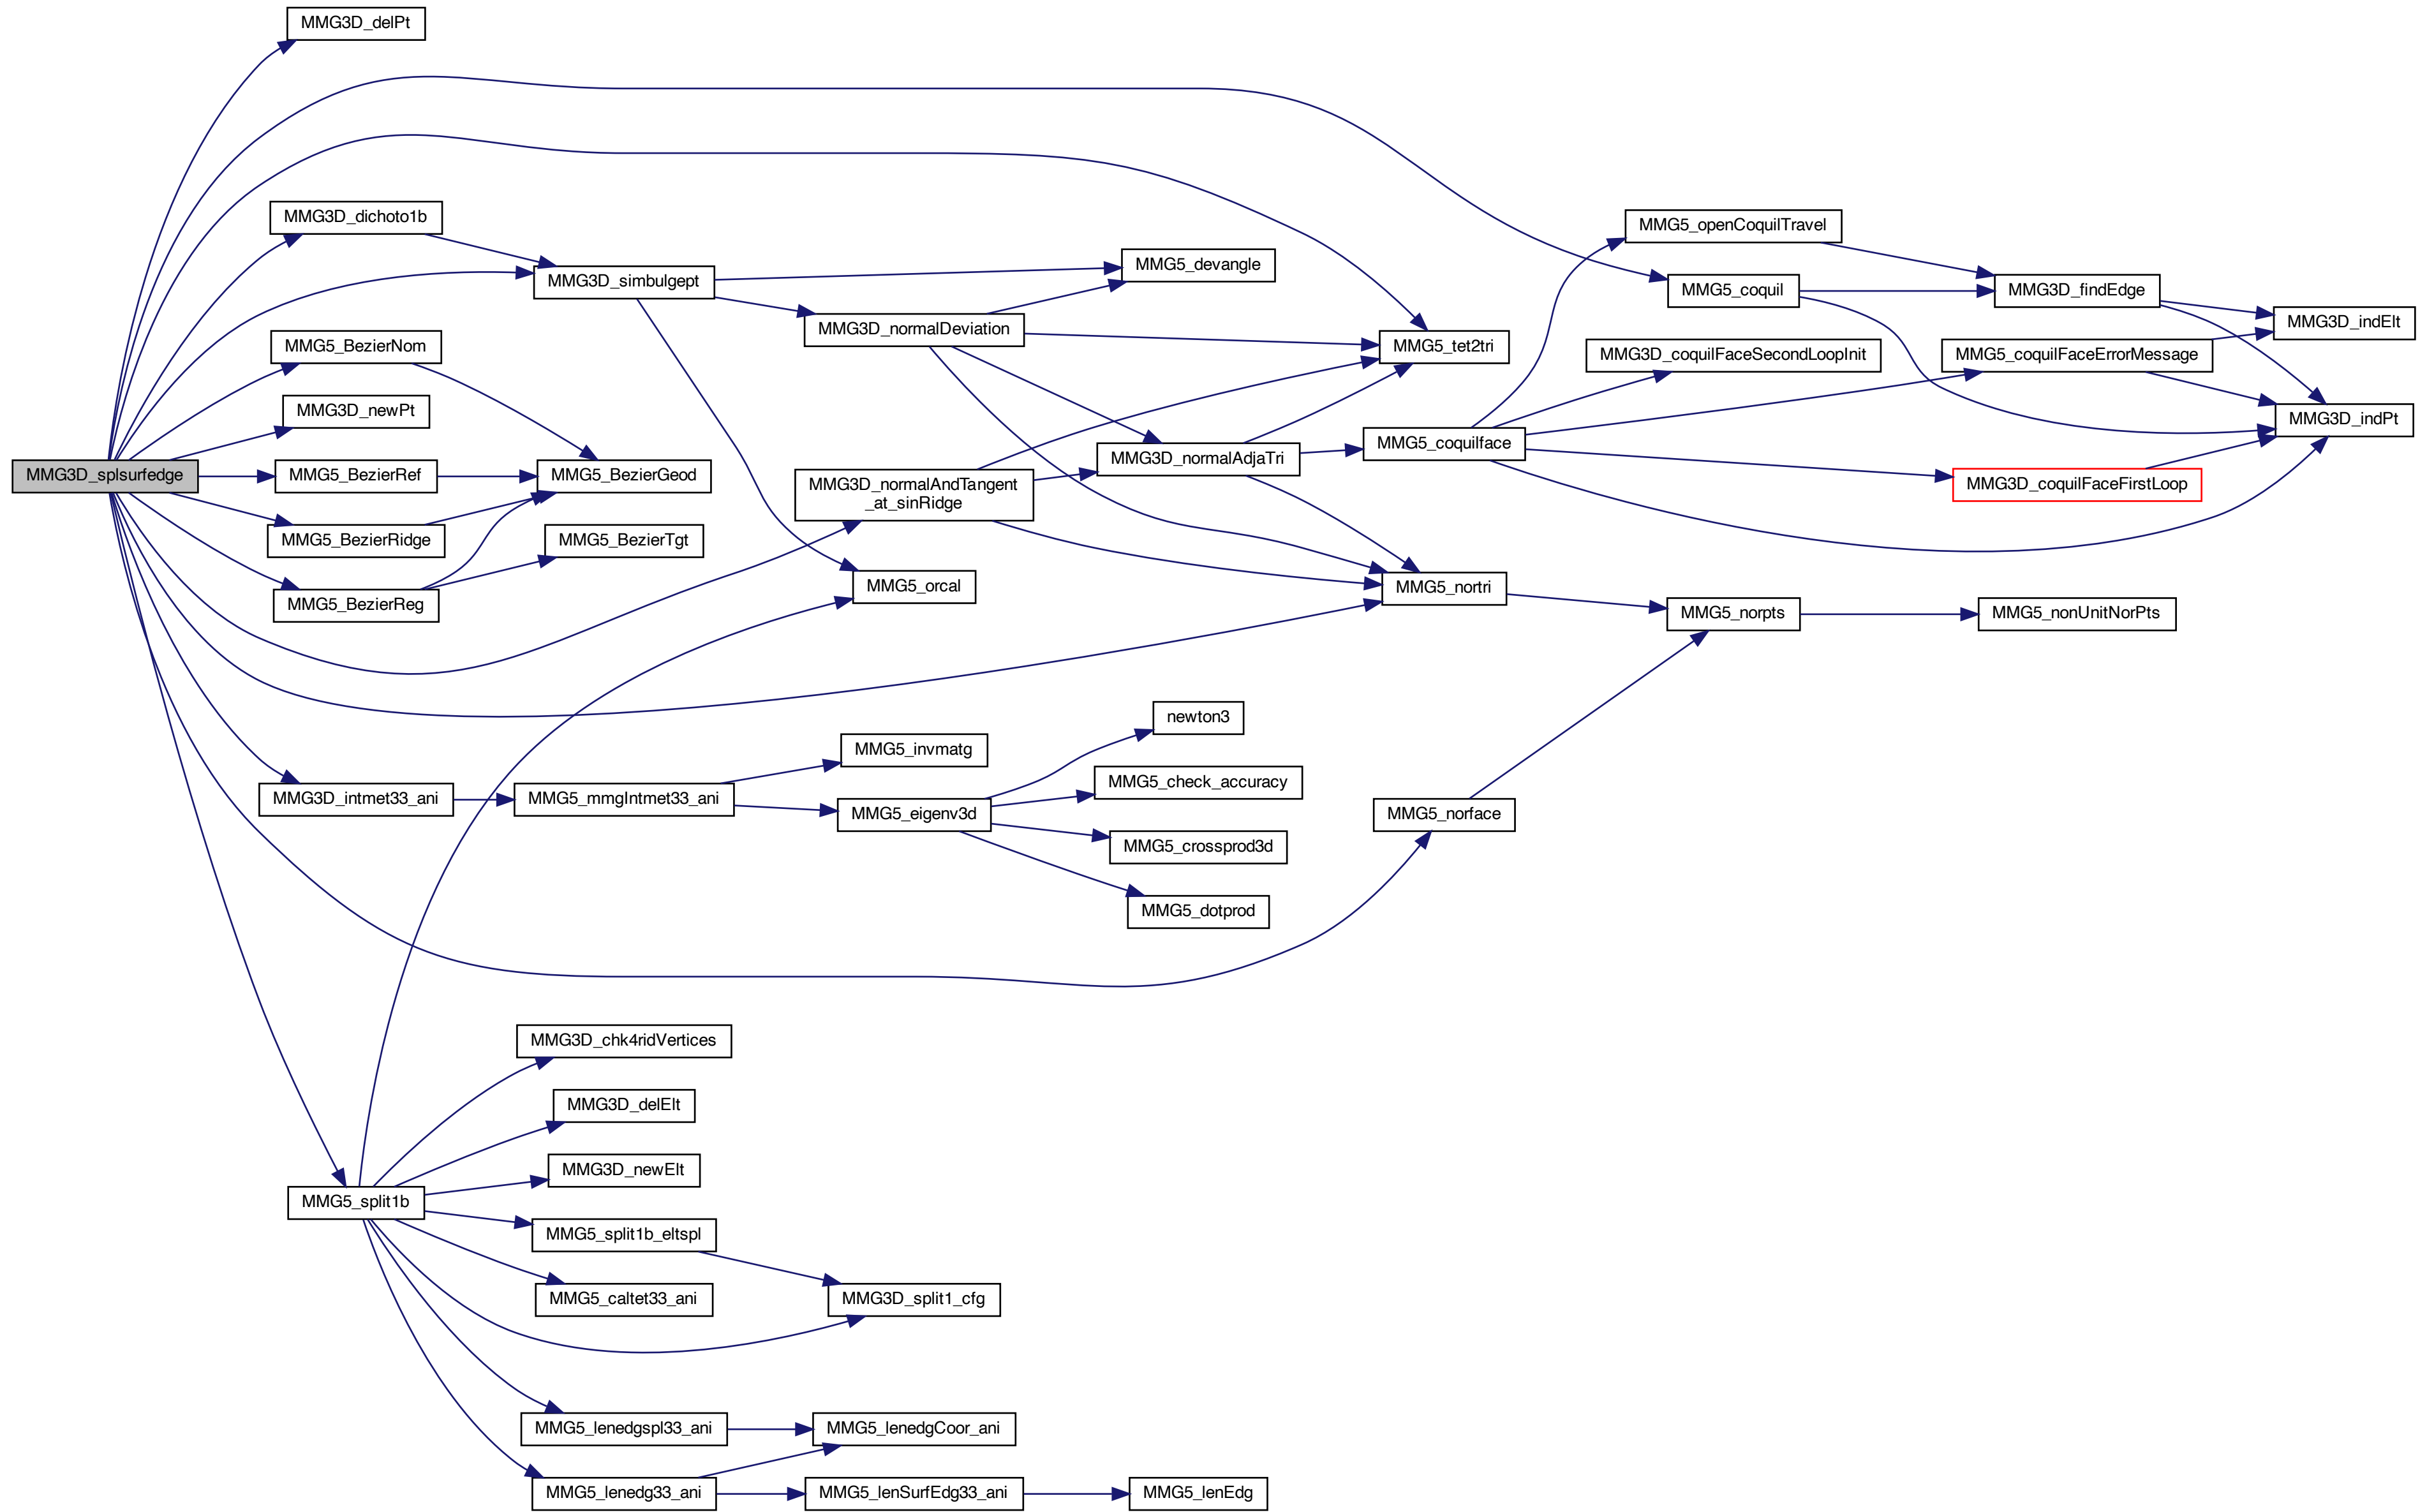 MMG3D_delPt
MMG3D_dichoto1b
MMG5_openCoquilTravel
MMG5_devangle
MMG3D_simbulgept
MMG5_coquil
MMG3D_findEdge
MMG3D_indElt
MMG3D_normalDeviation
MMG5_BezierNom
MMG5_tet2tri
MMG3D_coquilFaceSecondLoopInit
MMG5_coquilFaceErrorMessage
MMG3D_newPt
MMG3D_indPt
MMG5_coquilface
MMG3D_normalAdjaTri
MMG3D_splsurfedge
MMG5_BezierRef
MMG5_BezierGeod
MMG3D_normalAndTangent
_at_sinRidge
MMG3D_coquilFaceFirstLoop
MMG5_BezierRidge
MMG5_BezierTgt
MMG5_orcal
MMG5_nortri
MMG5_BezierReg
MMG5_norpts
MMG5_nonUnitNorPts
newton3
MMG5_invmatg
MMG5_check_accuracy
MMG3D_intmet33_ani
MMG5_mmgIntmet33_ani
MMG5_eigenv3d
MMG5_norface
MMG5_crossprod3d
MMG5_dotprod
MMG3D_chk4ridVertices
MMG3D_delElt
MMG3D_newElt
MMG5_split1b
MMG5_split1b_eltspl
MMG5_caltet33_ani
MMG3D_split1_cfg
MMG5_lenedgspl33_ani
MMG5_lenedgCoor_ani
MMG5_lenedg33_ani
MMG5_lenSurfEdg33_ani
MMG5_lenEdg